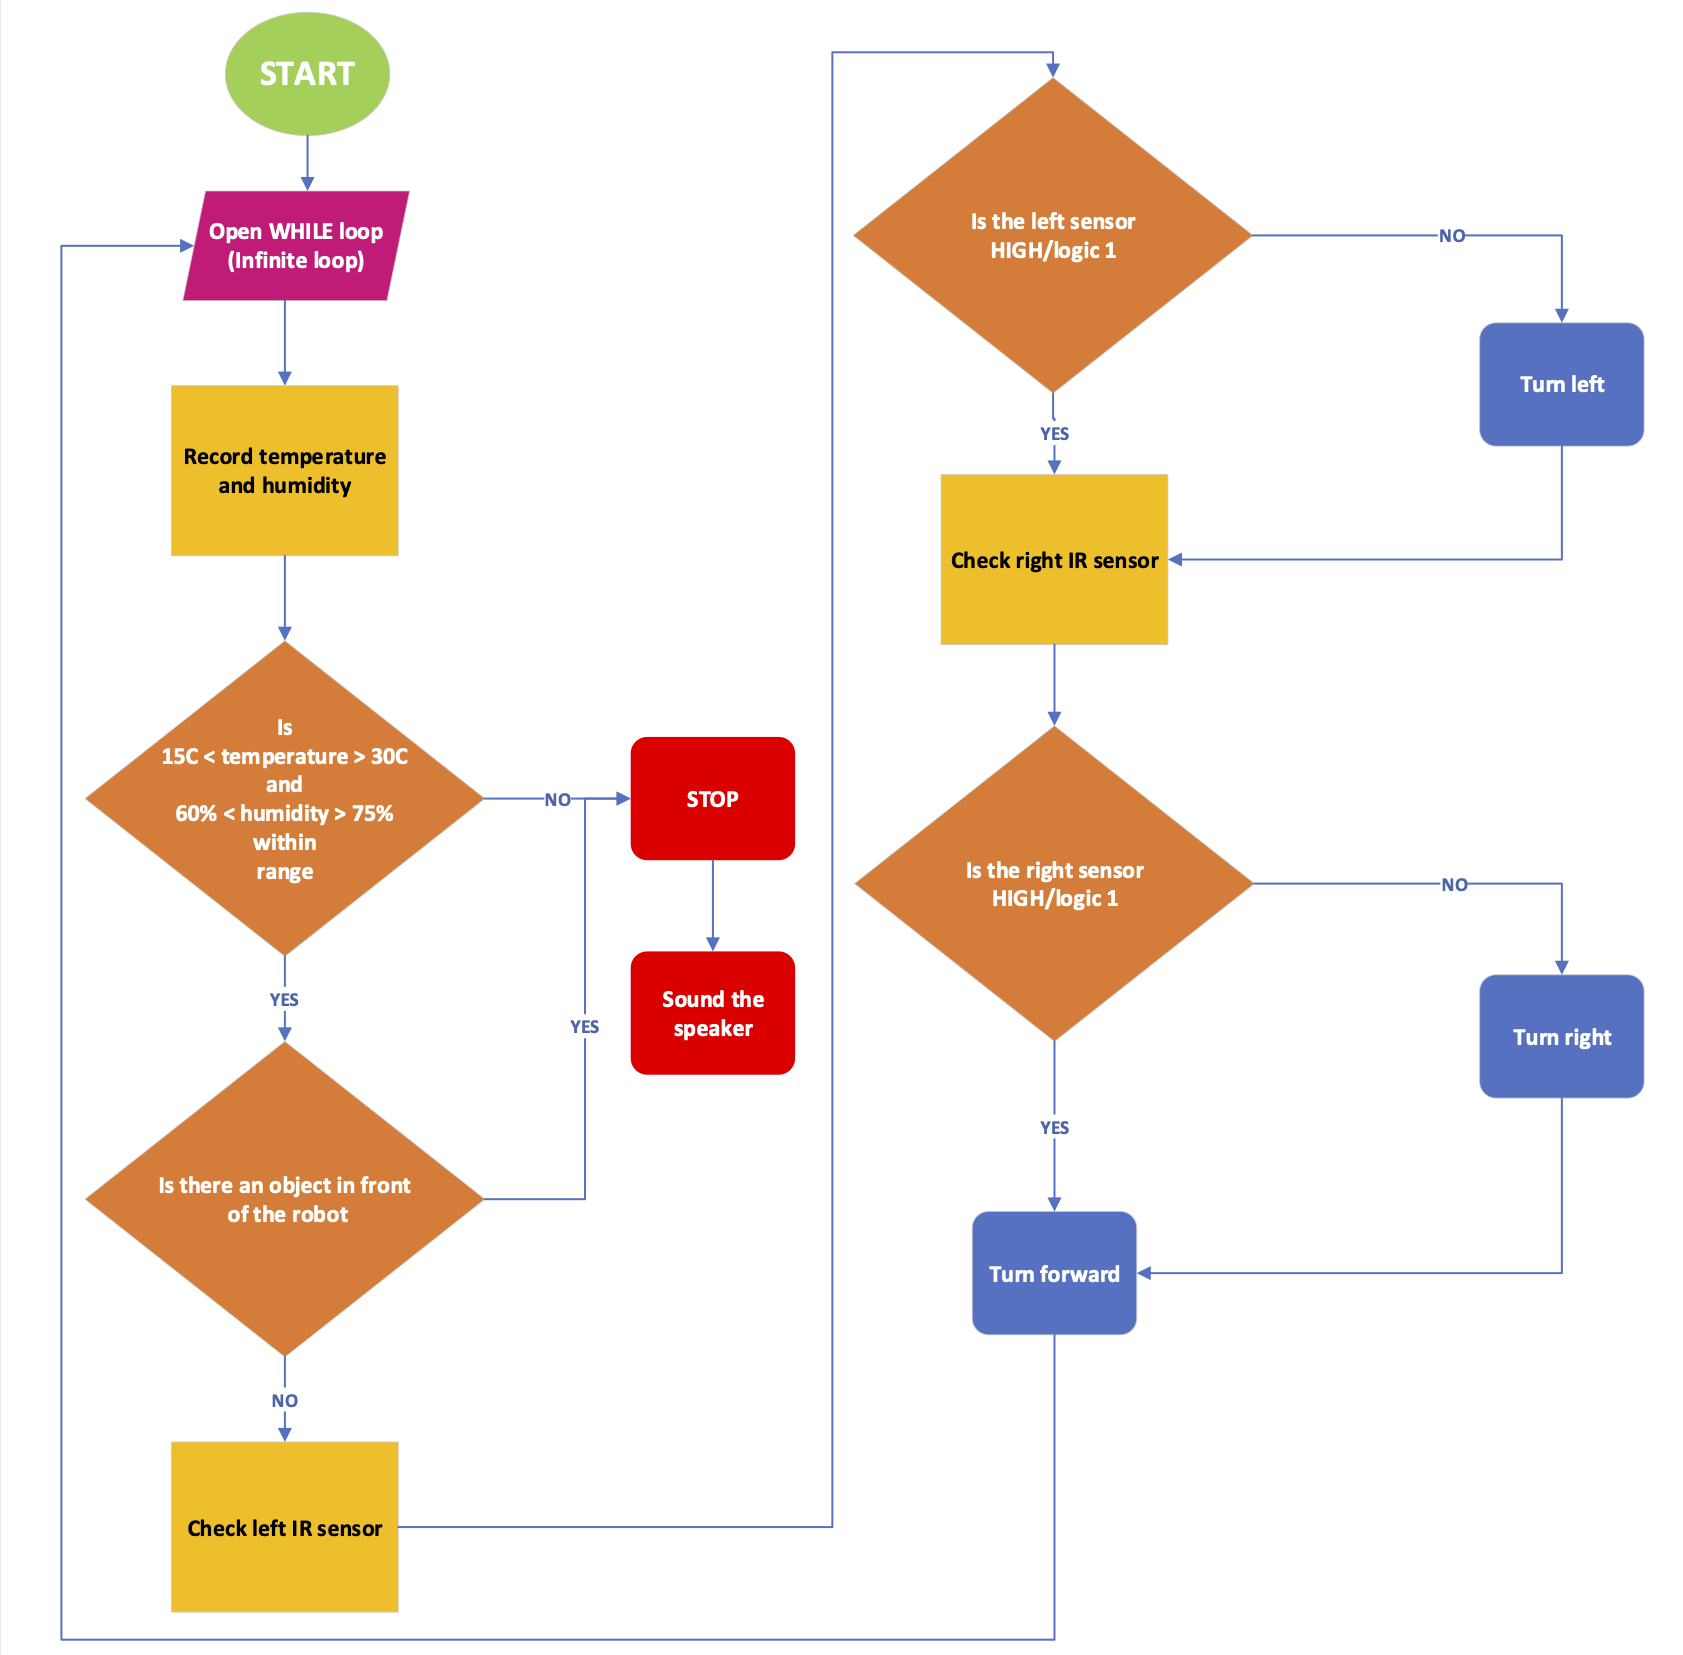 START
Open WHILE loop
(Infinite loop)
Record temperature
and humidity
Is
15C < temperature > 30C
and
60% < humidity > 75%
within
range
NO
STOP
Sound the
speaker
YES
YES
Is there an object in front
of the robot
NO
Check left IR sensor
Is the left sensor
HIGH/logic 1
NO
Turn left
YES
Check right IR sensor
Is the right sensor
HIGH/logic 1
NO
Turn right
YES
Turn forward